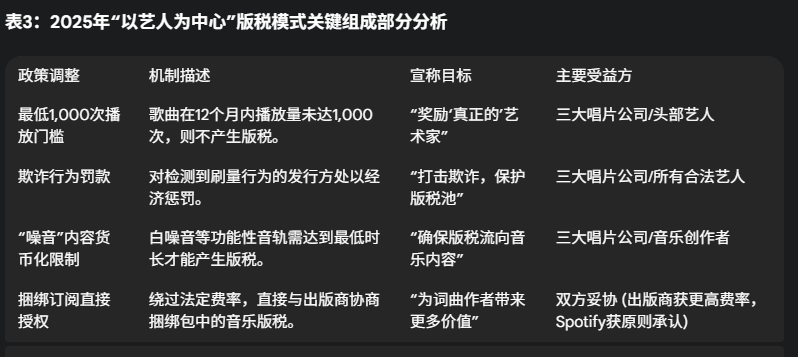 表3：2025年“以艺人为中心”版税模式关键组成部分分析
政策调整 机制描述 宣称目标 主要受益方
最低1,000次播 歌曲在12个月内播放量未达1,000 “奖励‘真正的’艺 三大唱片公司/头部艺人
放门槛 次，则不产生版税。 术家”
欺诈行为罚款 对检测到刷量行为的发行方处以经 “打击欺诈，保护 三大唱片公司/所有合法艺人
济惩罚。 版税池”
“噪音”内容货 白噪音等功能性音轨需达到最低时 “确保版税流向音 三大唱片公司/音乐创作者
币化限制 长才能产生版税。 乐内容”
捆绑订阅直接 绕过法定费率，直接与出版商协商 “为词曲作者带来 双方妥协 (出版商获更高费率，
授权 捆绑包中的音乐版税。 更多价值” Spotify获原则承认)